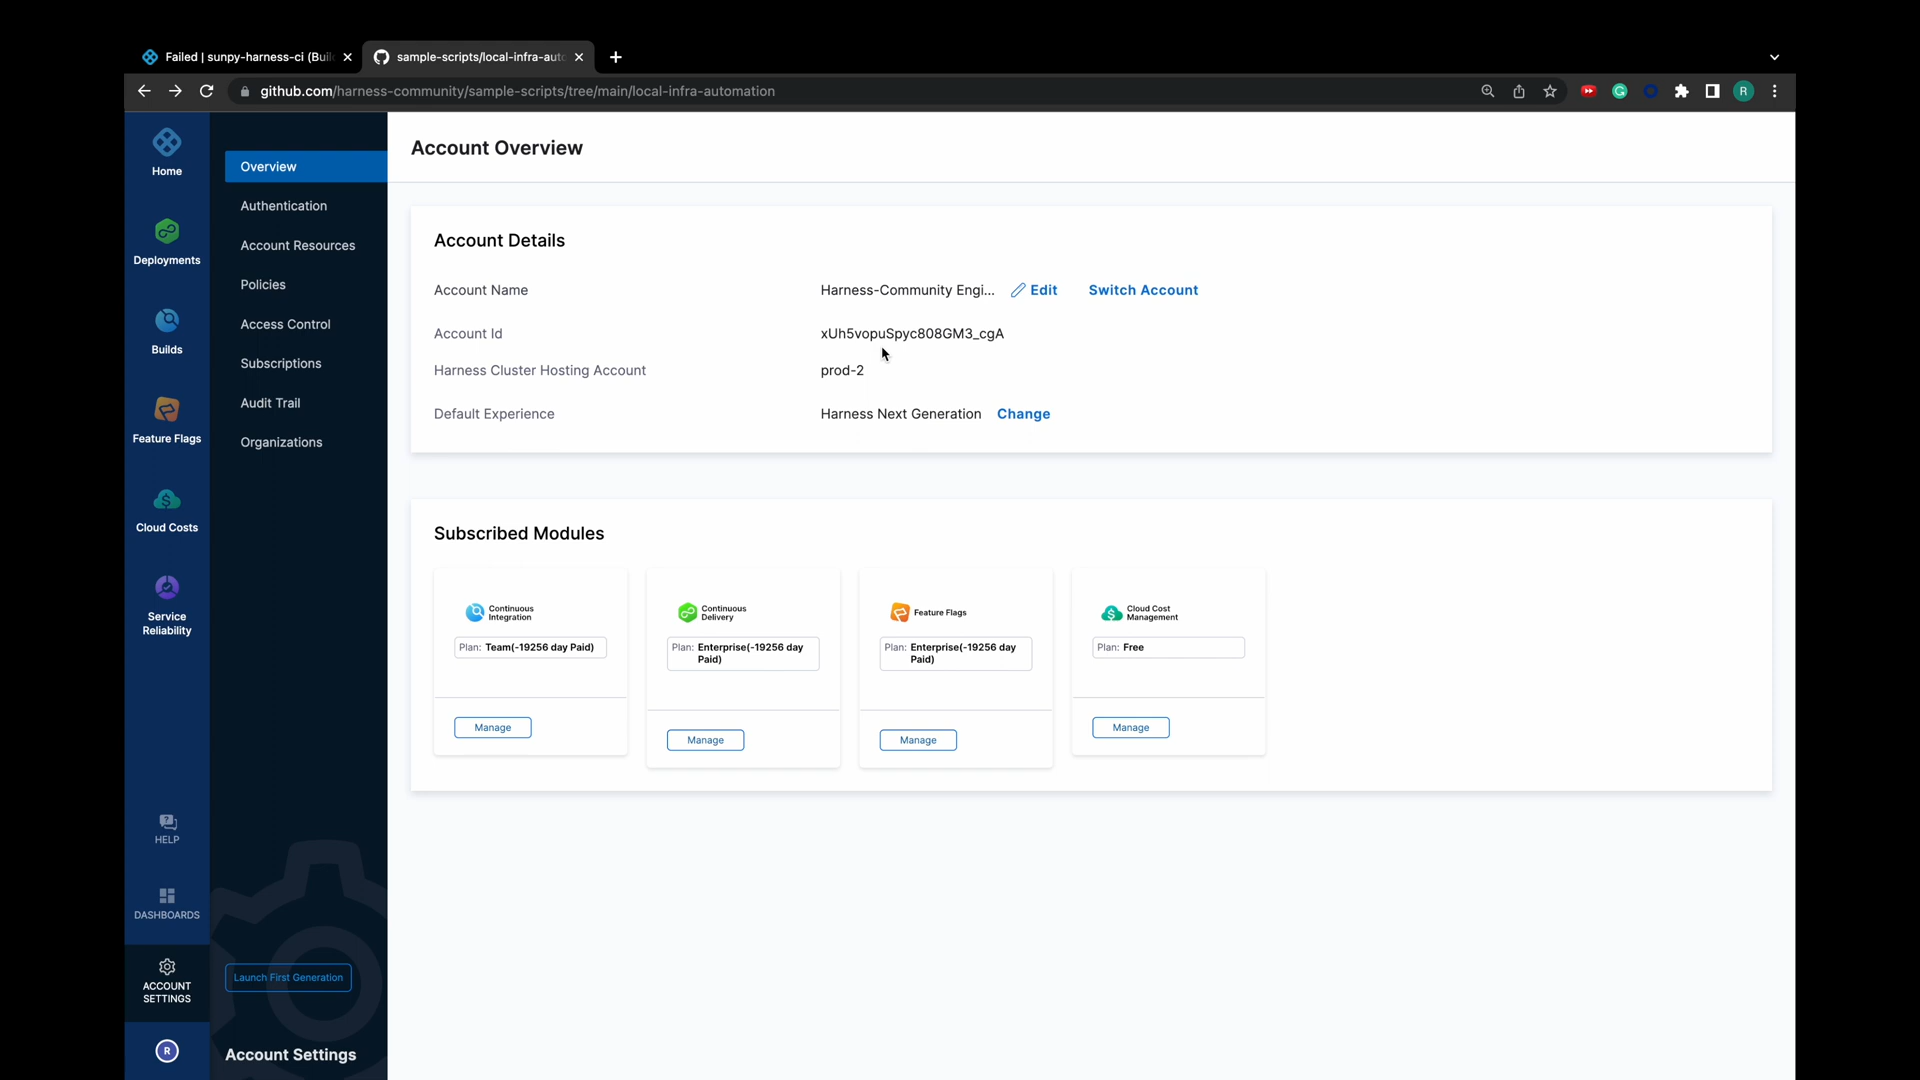 Failed | sunpy-harness-ci (Buil
sample-scripts/local-infra-auto
github.com/harness-community/sample-scripts/tree/main/local-infra-automation
R
Home
Deployments
Builds
Feature Flags
Cloud Costs
Service
Reliability
HELP
DASHBOARDS
ACCOUNT
SETTINGS
R
Overview
Authentication
Account Resources
Policies
Access Control
Subscriptions
Audit Trail
Organizations
Launch First Generation
Account Settings
Account Overview
Account Details
Account Name
Harness-Community Engi... Edit Switch Account
Account Id
xUh5vopuSpyc808GM3_cgA
Harness Cluster Hosting Account
prod-2
Default Experience
Harness Next Generation Change
Subscribed Modules
Continuous
Integration
Plan: Team(-19256 day Paid)
Manage
Continuous
Delivery
Plan: Enterprise(-19256 day
Paid)
Manage
Feature Flags
Plan: Enterprise(-19256 day
Paid)
Manage
Cloud Cost
Management
Plan: Free
Manage